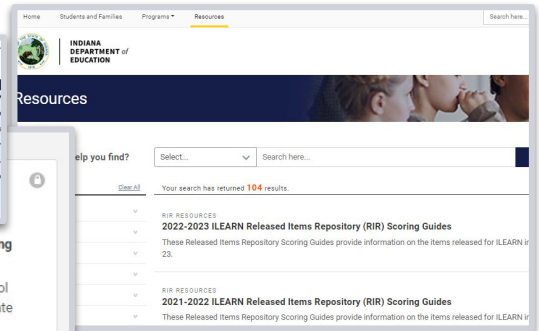 Home Students and Families Programs Resources Search here...
INDIANA
DEPARTMENT of
EDUCATION
Resources
elp you find? Select... Search here...
Clear All Your search has returned 104 results.
RIR RESOURCES
2022-2023 ILEARN Released Items Repository (RIR) Scoring Guides
These Released Items Repository Scoring Guides provide information on the items released for ILEARN in
23.
RIR RESOURCES
2021-2022 ILEARN Released Items Repository (RIR) Scoring Guides
These Released Items Repository Scoring Guides provide information on the items released for ILEARN in
ng
ol
te